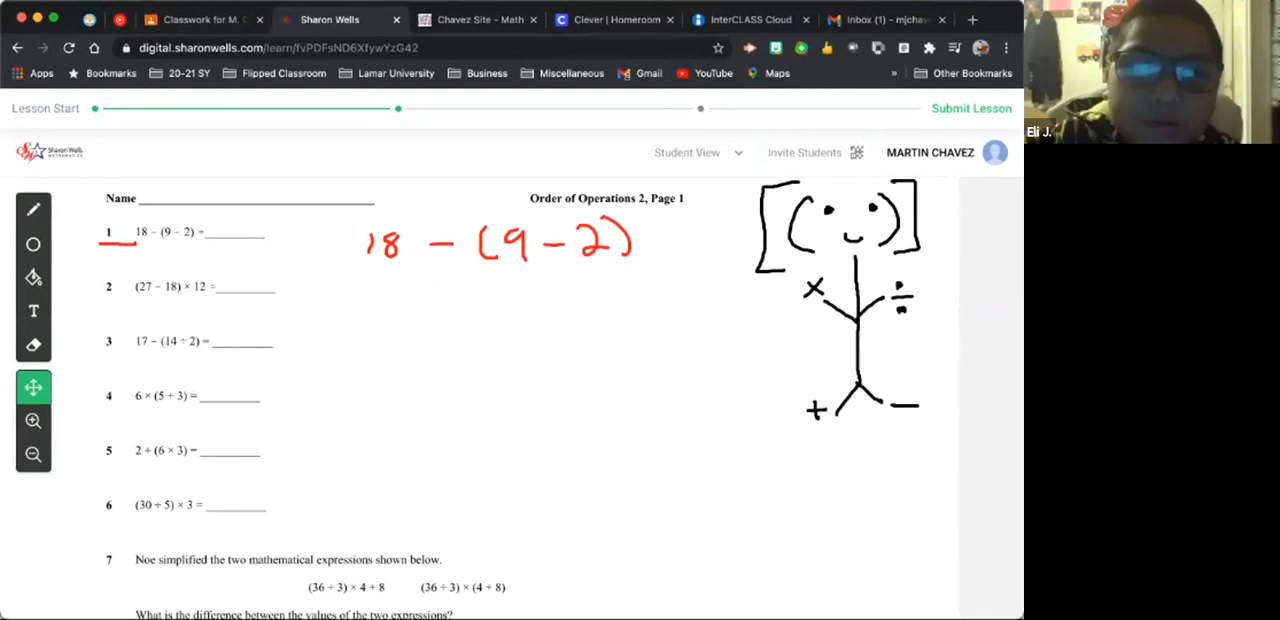 Classwork for M. C
Sharon Wells
Chavez Site - Math
Clever | Homeroom
InterCLASS Cloud
Inbox (1) - mjchav
digital.sharonwells.com/learn/fvPDFsND6XfywYzG42
Apps Bookmarks 20-21 SY Flipped Classroom Lamar University Business Miscellaneous Gmail YouTube Maps » Other Bookmarks
Lesson Start Submit Lesson
Sharon Wells MATHEMATICS Student View Invite Students MARTIN CHAVEZ
Eli J.
Name Order of Operations 2, Page 1
1 18 – (9 – 2) =
18 - (9 - 2)
[( )]
2 (27 – 18) × 12 =
× ÷
3 17 – (14 ÷ 2) =
4 6 × (5 + 3) =
+ −
5 2 + (6 × 3) =
T
6 (30 ÷ 5) × 3 =
7 Noe simplified the two mathematical expressions shown below.
(36 ÷ 3) × 4 + 8 (36 ÷ 3) × (4 + 8)
What is the difference between the values of the two expressions?